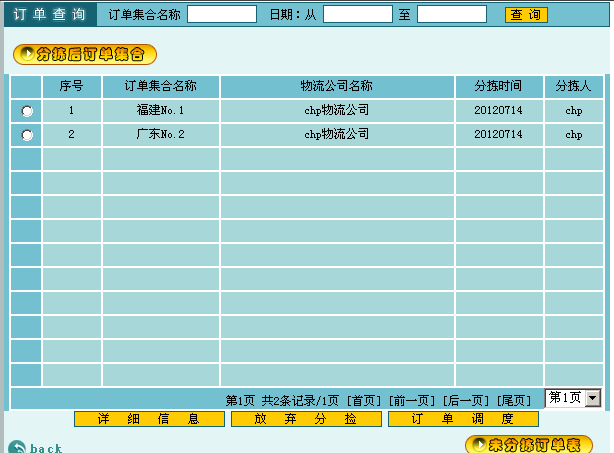 订单查询 订单集合名称 日期：从 至 查 询
分拣后订单集合
序号 订单集合名称 物流公司名称 分拣时间 分拣人
1 福建No.1 chp物流公司 20120714 chp
2 广东No.2 chp物流公司 20120714 chp
第1页 共2条记录/1页 [首页] [前一页] [后一页] [尾页] 第1页
详 细 信 息 放 弃 分 捡 订 单 调 度
back 未分拣订单表